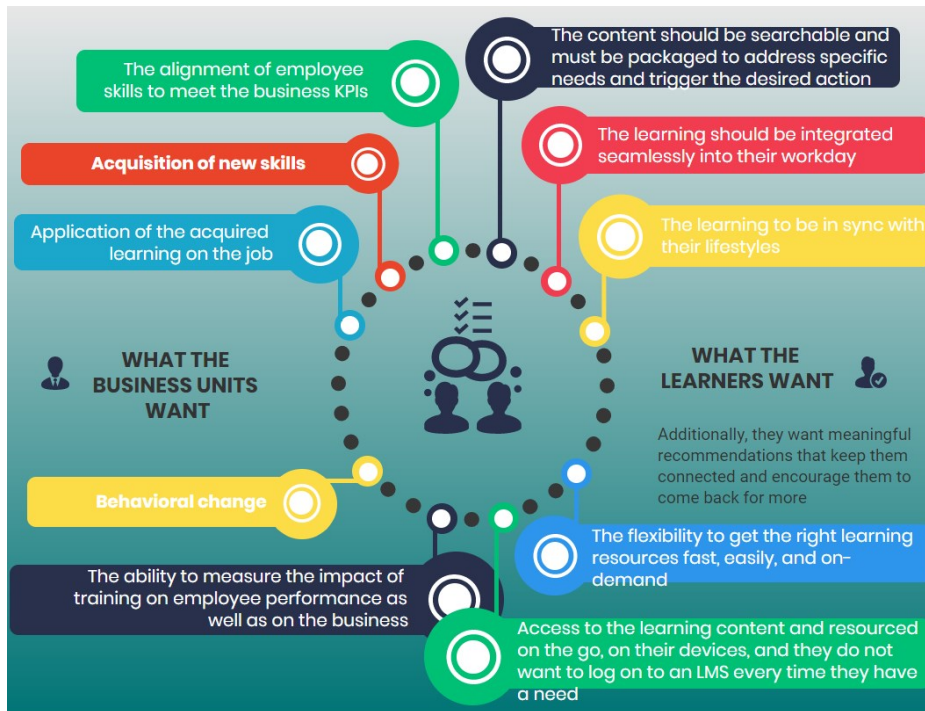 The alignment of employee
skills to meet the business KPIs
Acquisition of new skills
Application of the acquired
learning on the job
WHAT THE
BUSINESS UNITS
WANT
Behavioral change
The ability to measure the impact of
training on employee performance as
well as on the business
The content should be searchable and
must be packaged to address specific
needs and trigger the desired action
The learning should be integrated
seamlessly into their workday
The learning to be in sync with
their lifestyles
WHAT THE
LEARNERS WANT
Additionally, they want meaningful
recommendations that keep them
connected and encourage them to
come back for more
The flexibility to get the right learning
resources fast, easily, and on-
demand
Access to the learning content and resourced
on the go, on their devices, and they do not
want to log on to an LMS every time they have
a need